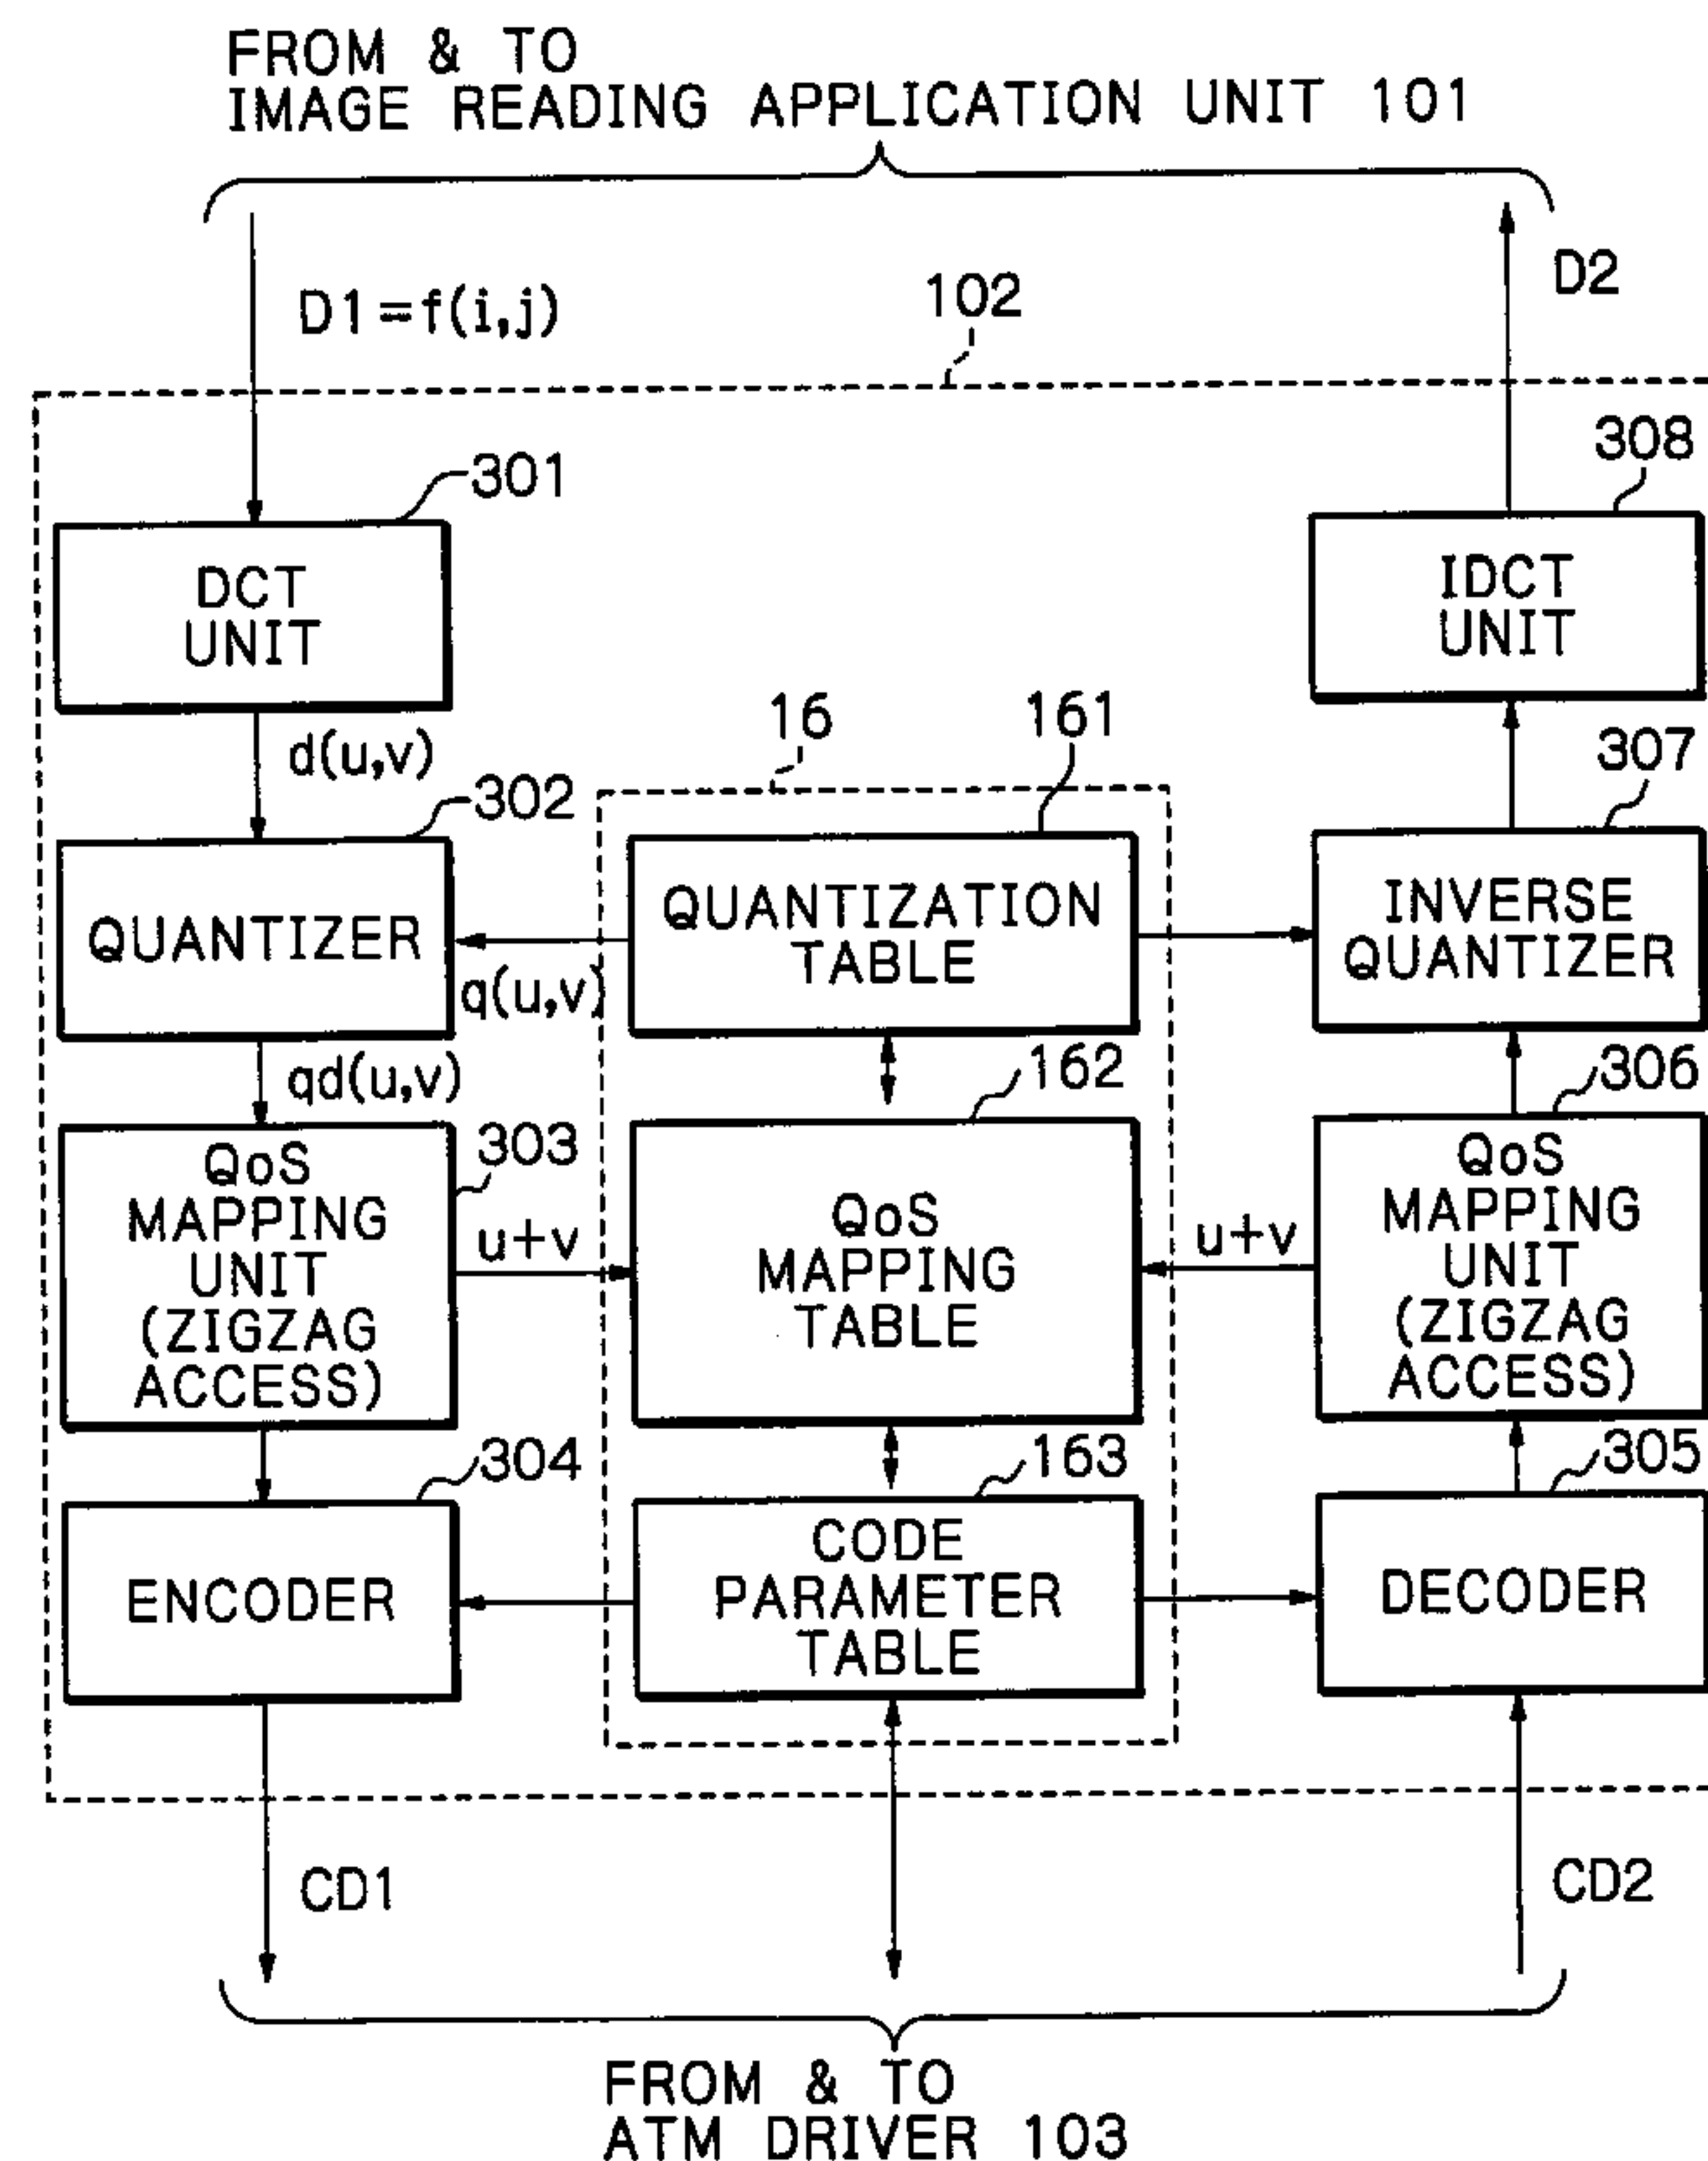 FROM & TO
IMAGE READING APPLICATION UNIT 101
D1=f(i,j)
102
D2
301
308
DCT
UNIT
IDCT
UNIT
d(u,v)
16
161
307
302
QUANTIZER
QUANTIZATION
TABLE
INVERSE
QUANTIZER
q(u,v)
qd(u,v)
162
306
303
QoS
MAPPING
UNIT
(ZIGZAG
ACCESS)
u+v
QoS
MAPPING
TABLE
u+v
QoS
MAPPING
UNIT
(ZIGZAG
ACCESS)
304
163
305
ENCODER
CODE
PARAMETER
TABLE
DECODER
CD1
CD2
FROM & TO
ATM DRIVER 103